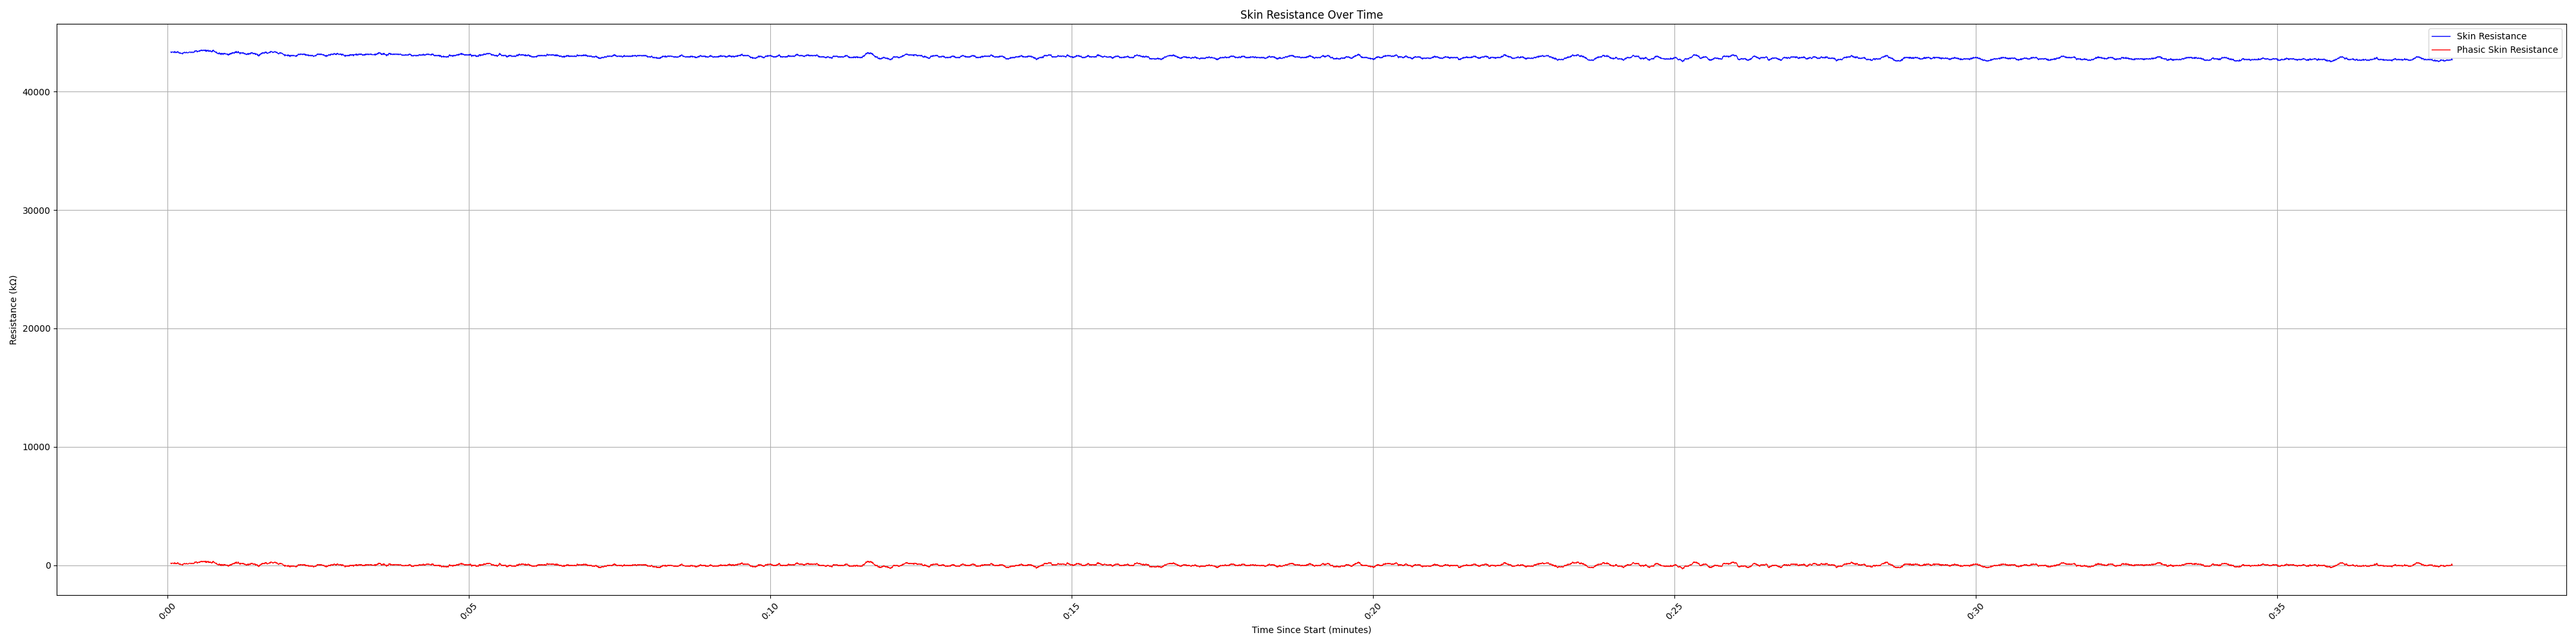 Skin Resistance Over Time
Skin Resistance
Phasic Skin Resistance
Resistance (kΩ)
40000
30000
20000
10000
0
0:00
0:05
0:10
0:15
0:20
0:25
0:30
0:35
Time Since Start (minutes)